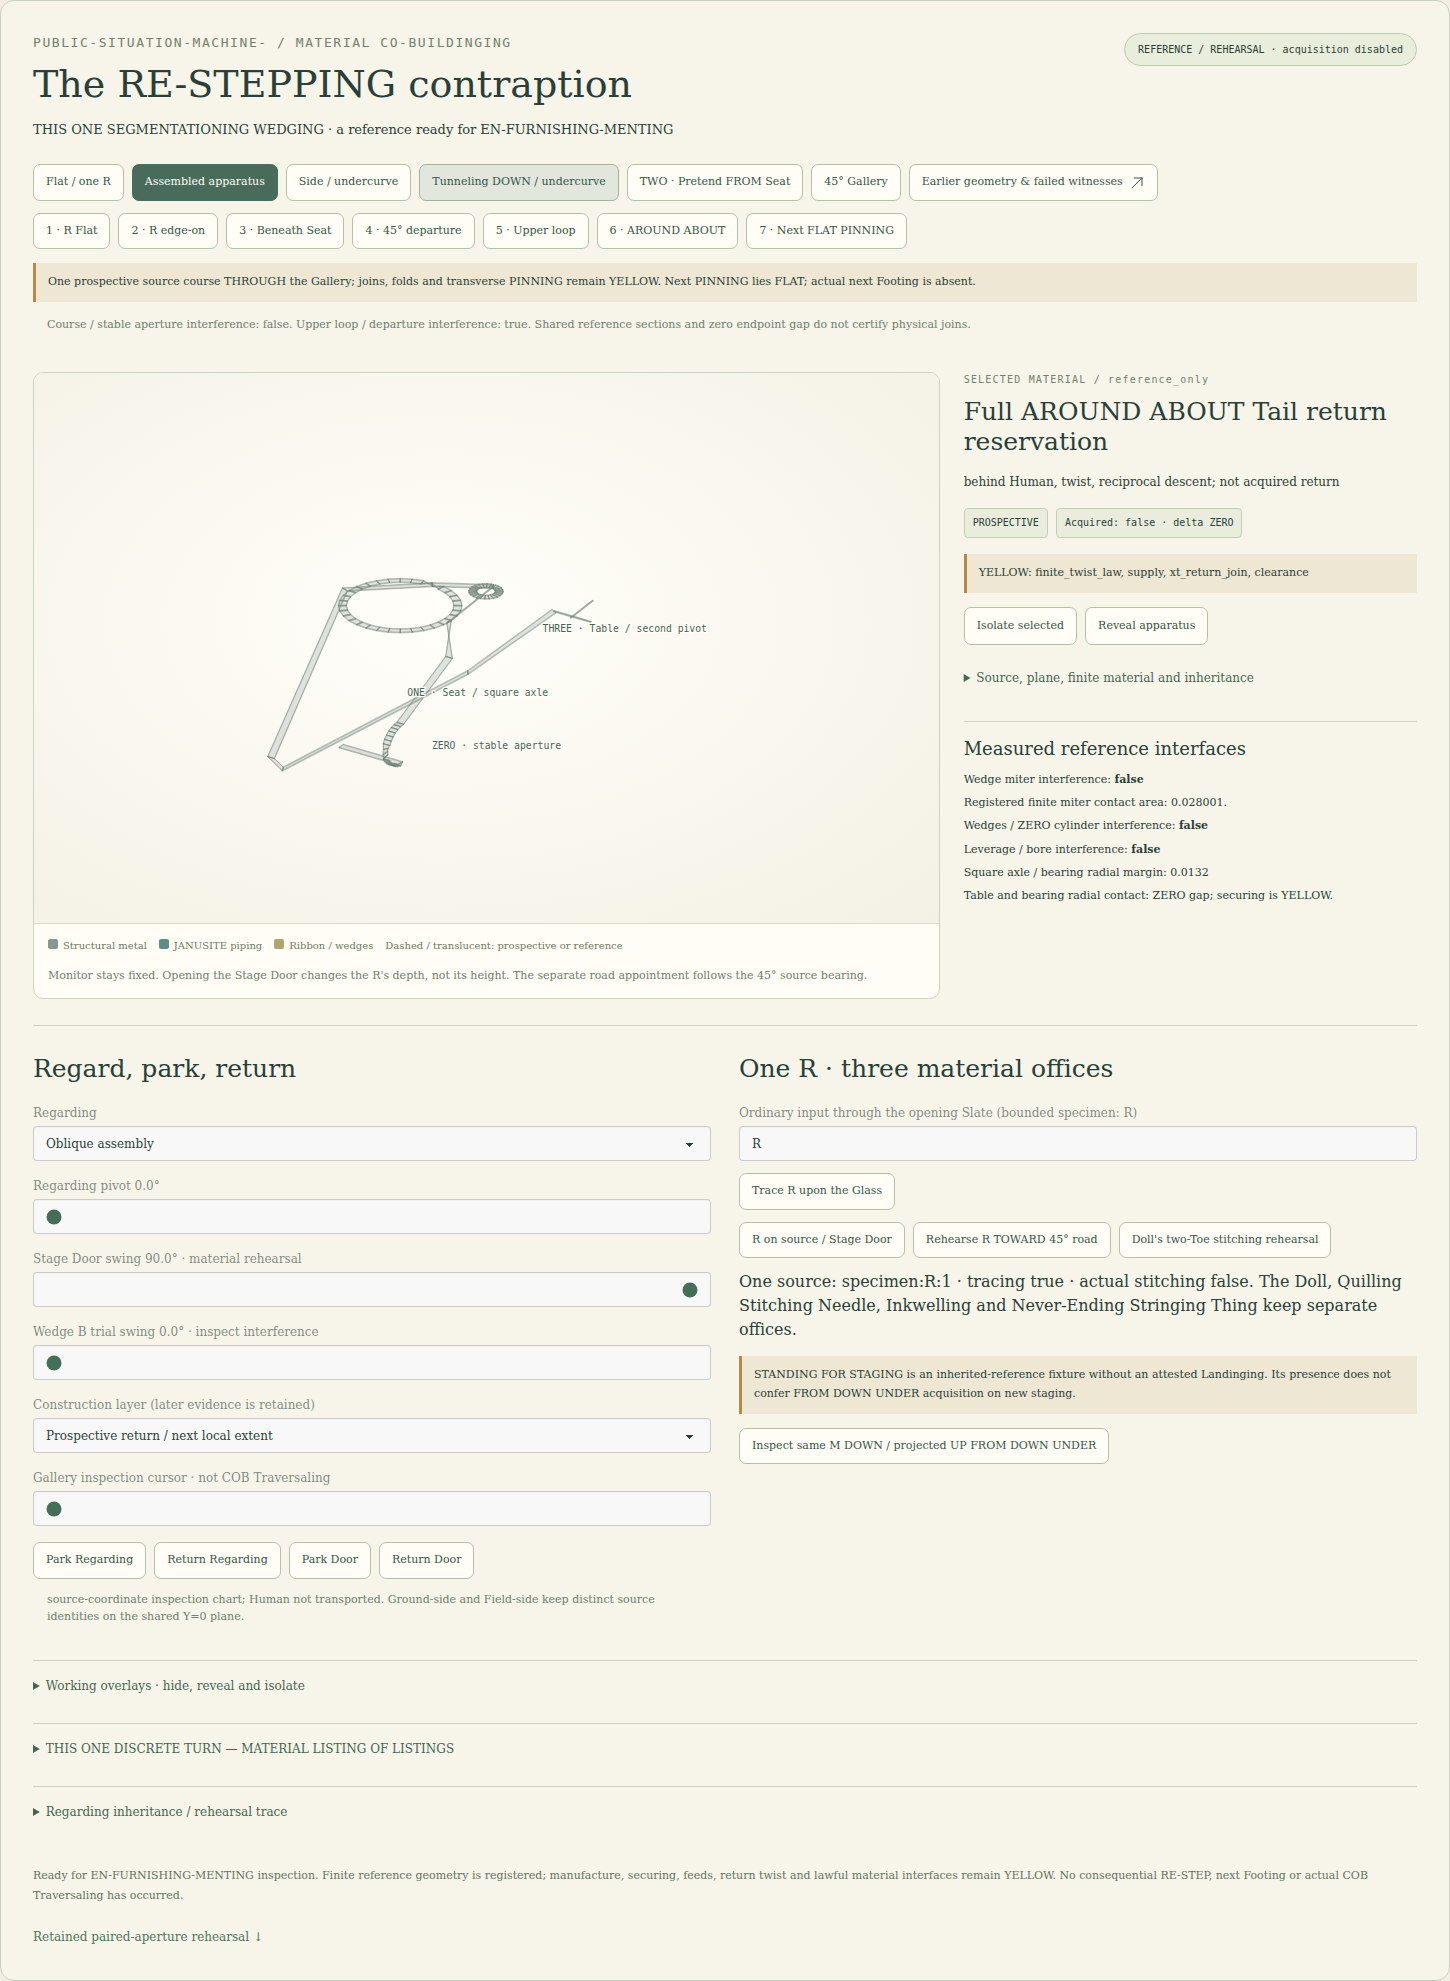 PUBLIC-SITUATION-MACHINE- / MATERIAL CO-BUILDINGING
REFERENCE / REHEARSAL · acquisition disabled
The RE-STEPPING contraption
THIS ONE SEGMENTATIONING WEDGING · a reference ready for EN-FURNISHING-MENTING
Flat / one R
Assembled apparatus
Side / undercurve
Tunneling DOWN / undercurve
TWO · Pretend FROM Seat
45° Gallery
Earlier geometry & failed witnesses
1 · R Flat
2 · R edge-on
3 · Beneath Seat
4 · 45° departure
5 · Upper loop
6 · AROUND ABOUT
7 · Next FLAT PINNING
One prospective source course THROUGH the Gallery; joins, folds and transverse PINNING remain YELLOW. Next PINNING lies FLAT; actual next Footing is absent.
Course / stable aperture interference: false. Upper loop / departure interference: true. Shared reference sections and zero endpoint gap do not certify physical joins.
THREE · Table / second pivot
ONE · Seat / square axle
ZERO · stable aperture
Structural metal
JANUSITE piping
Ribbon / wedges
Dashed / translucent: prospective or reference
Monitor stays fixed. Opening the Stage Door changes the R's depth, not its height. The separate road appointment follows the 45° source bearing.
SELECTED MATERIAL / reference_only
Full AROUND ABOUT Tail return
reservation
behind Human, twist, reciprocal descent; not acquired return
PROSPECTIVE
Acquired: false · delta ZERO
YELLOW: finite_twist_law, supply, xt_return_join, clearance
Isolate selected
Reveal apparatus
Source, plane, finite material and inheritance
Measured reference interfaces
Wedge miter interference: false
Registered finite miter contact area: 0.028001.
Wedges / ZERO cylinder interference: false
Leverage / bore interference: false
Square axle / bearing radial margin: 0.0132
Table and bearing radial contact: ZERO gap; securing is YELLOW.
Regard, park, return
Regarding
Oblique assembly
Regarding pivot 0.0°
Stage Door swing 90.0° · material rehearsal
Wedge B trial swing 0.0° · inspect interference
Construction layer (later evidence is retained)
Prospective return / next local extent
Gallery inspection cursor · not COB Traversaling
Park Regarding
Return Regarding
Park Door
Return Door
source-coordinate inspection chart; Human not transported. Ground-side and Field-side keep distinct source
identities on the shared Y=0 plane.
One R · three material offices
Ordinary input through the opening Slate (bounded specimen: R)
R
Trace R upon the Glass
R on source / Stage Door
Rehearse R TOWARD 45° road
Doll's two-Toe stitching rehearsal
One source: specimen:R:1 · tracing true · actual stitching false. The Doll, Quilling
Stitching Needle, Inkwelling and Never-Ending Stringing Thing keep separate
offices.
STANDING FOR STAGING is an inherited-reference fixture without an attested Landinging. Its presence does not
confer FROM DOWN UNDER acquisition on new staging.
Inspect same M DOWN / projected UP FROM DOWN UNDER
Working overlays · hide, reveal and isolate
THIS ONE DISCRETE TURN — MATERIAL LISTING OF LISTINGS
Regarding inheritance / rehearsal trace
Ready for EN-FURNISHING-MENTING inspection. Finite reference geometry is registered; manufacture, securing, feeds, return twist and lawful material interfaces remain YELLOW. No consequential RE-STEP, next Footing or actual COB
Traversaling has occurred.
Retained paired-aperture rehearsal ↓